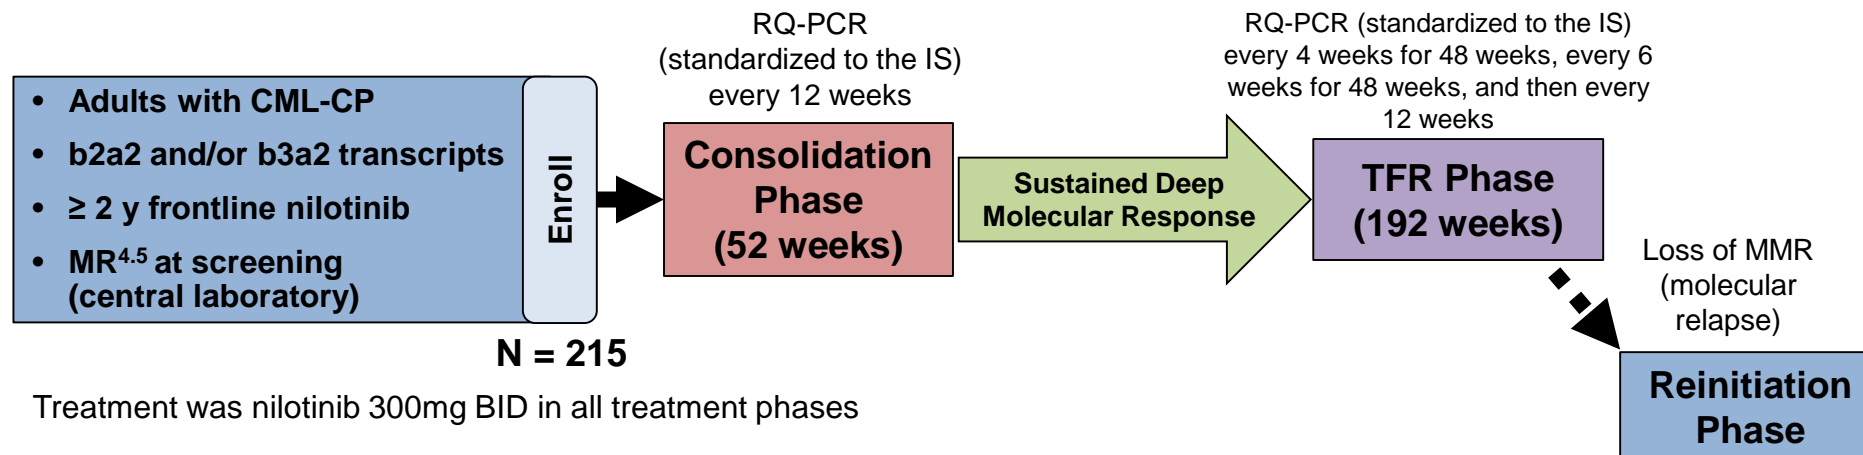 • Adults with CML-CP
• b2a2 and/or b3a2 transcripts
• ≥ 2 y frontline nilotinib
• MR4.5 at screening
(central laboratory)
Enroll
N = 215
RQ-PCR
(standardized to the IS)
every 12 weeks
Consolidation
Phase
(52 weeks)
Sustained Deep
Molecular Response
RQ-PCR (standardized to the IS)
every 4 weeks for 48 weeks, every 6
weeks for 48 weeks, and then every
12 weeks
TFR Phase
(192 weeks)
Loss of MMR
(molecular
relapse)
Reinitiation
Phase
Treatment was nilotinib 300mg BID in all treatment phases